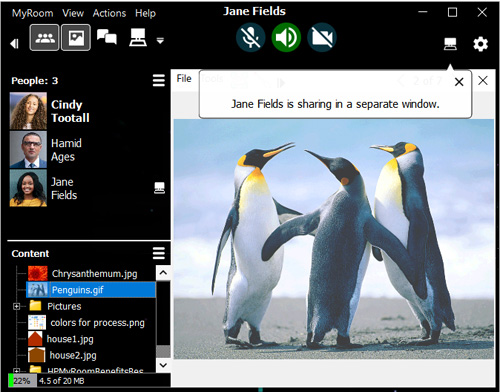 MyRoom View Actions Help
Jane Fields
People: 3
Cindy
Tootall
Hamid
Ages
Jane
Fields
File
Jane Fields is sharing in a separate window.
Content
Chrysanthemum.jpg
Penguins.gif
Pictures
colors for process.png
house1.jpg
house2.jpg
HPMyRoomBenefitsBes
22% 4.5 of 20 MB